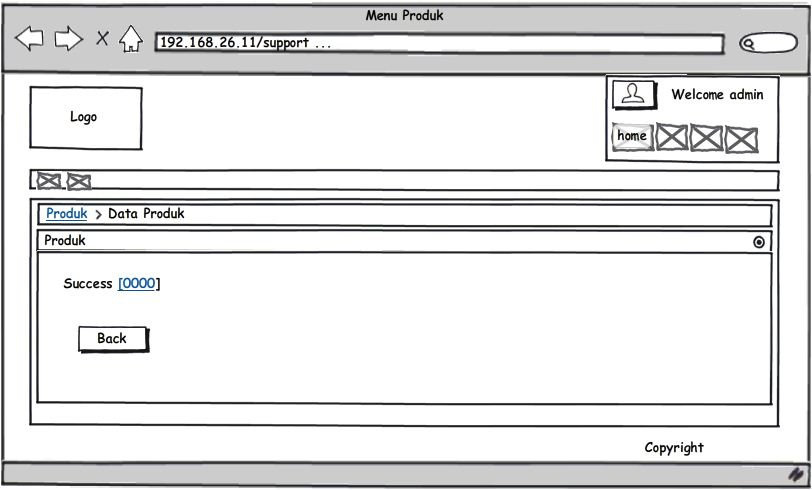 Menu Produk
192.168.26.11/support ...
Logo
Welcome admin
home
Produk > Data Produk
Produk
Success [0000]
Back
Copyright